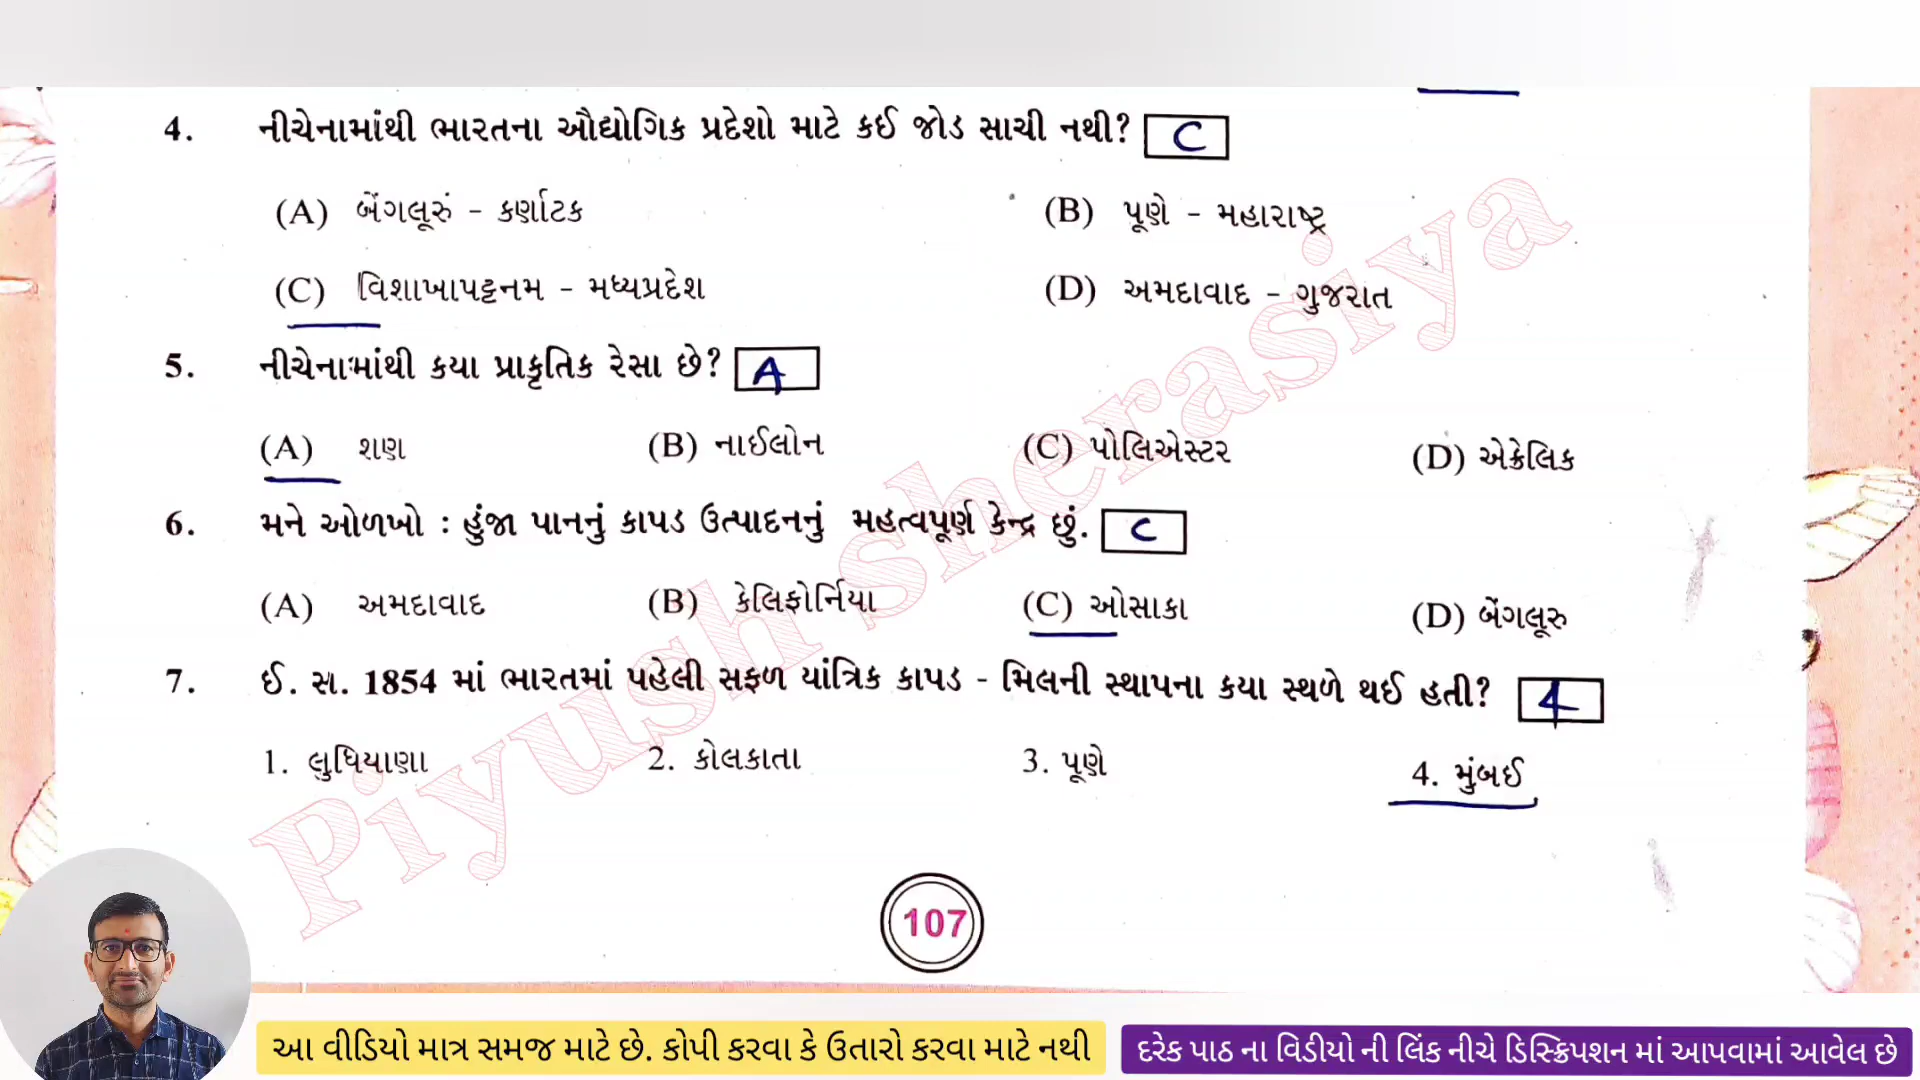 4. નીચેનામાંથી ભારતના ઔદ્યોગિક પ્રદેશો માટે કઈ જોડ સાચી નથી? C
(A) બેંગલૂરું - કર્ણાટક (B) પૂણે - મહારાષ્ટ્ર
(C) વિશાખાપટ્ટનમ - મધ્યપ્રદેશ (D) અમદાવાદ - ગુજરાત
5. નીચેનામાંથી કયા પ્રાકૃતિક રેસા છે? A
(A) શણ (B) નાઈલોન (C) પોલિએસ્ટર (D) એક્રેલિક
6. મને ઓળખો : હુંજા પાનનું કાપડ ઉત્પાદનનું મહત્વપૂર્ણ કેન્દ્ર છું. C
(A) અમદાવાદ (B) કેલિફોર્નિયા (C) ઓસાકા (D) બેંગલૂરુ
7. ઈ. સ. 1854 માં ભારતમાં પહેલી સફળ યાંત્રિક કાપડ - મિલની સ્થાપના કયા સ્થળે થઈ હતી? 4
1. લુધિયાણા 2. કોલકાતા 3. પૂણે 4. મુંબઈ
Piyush sherasiya
107
આ વીડિયો માત્ર સમજ માટે છે. કોપી કરવા કે ઉતારો કરવા માટે નથી
દરેક પાઠ ના વિડીયો ની લિંક નીચે ડિસ્ક્રિપશન માં આપવામાં આવેલ છે